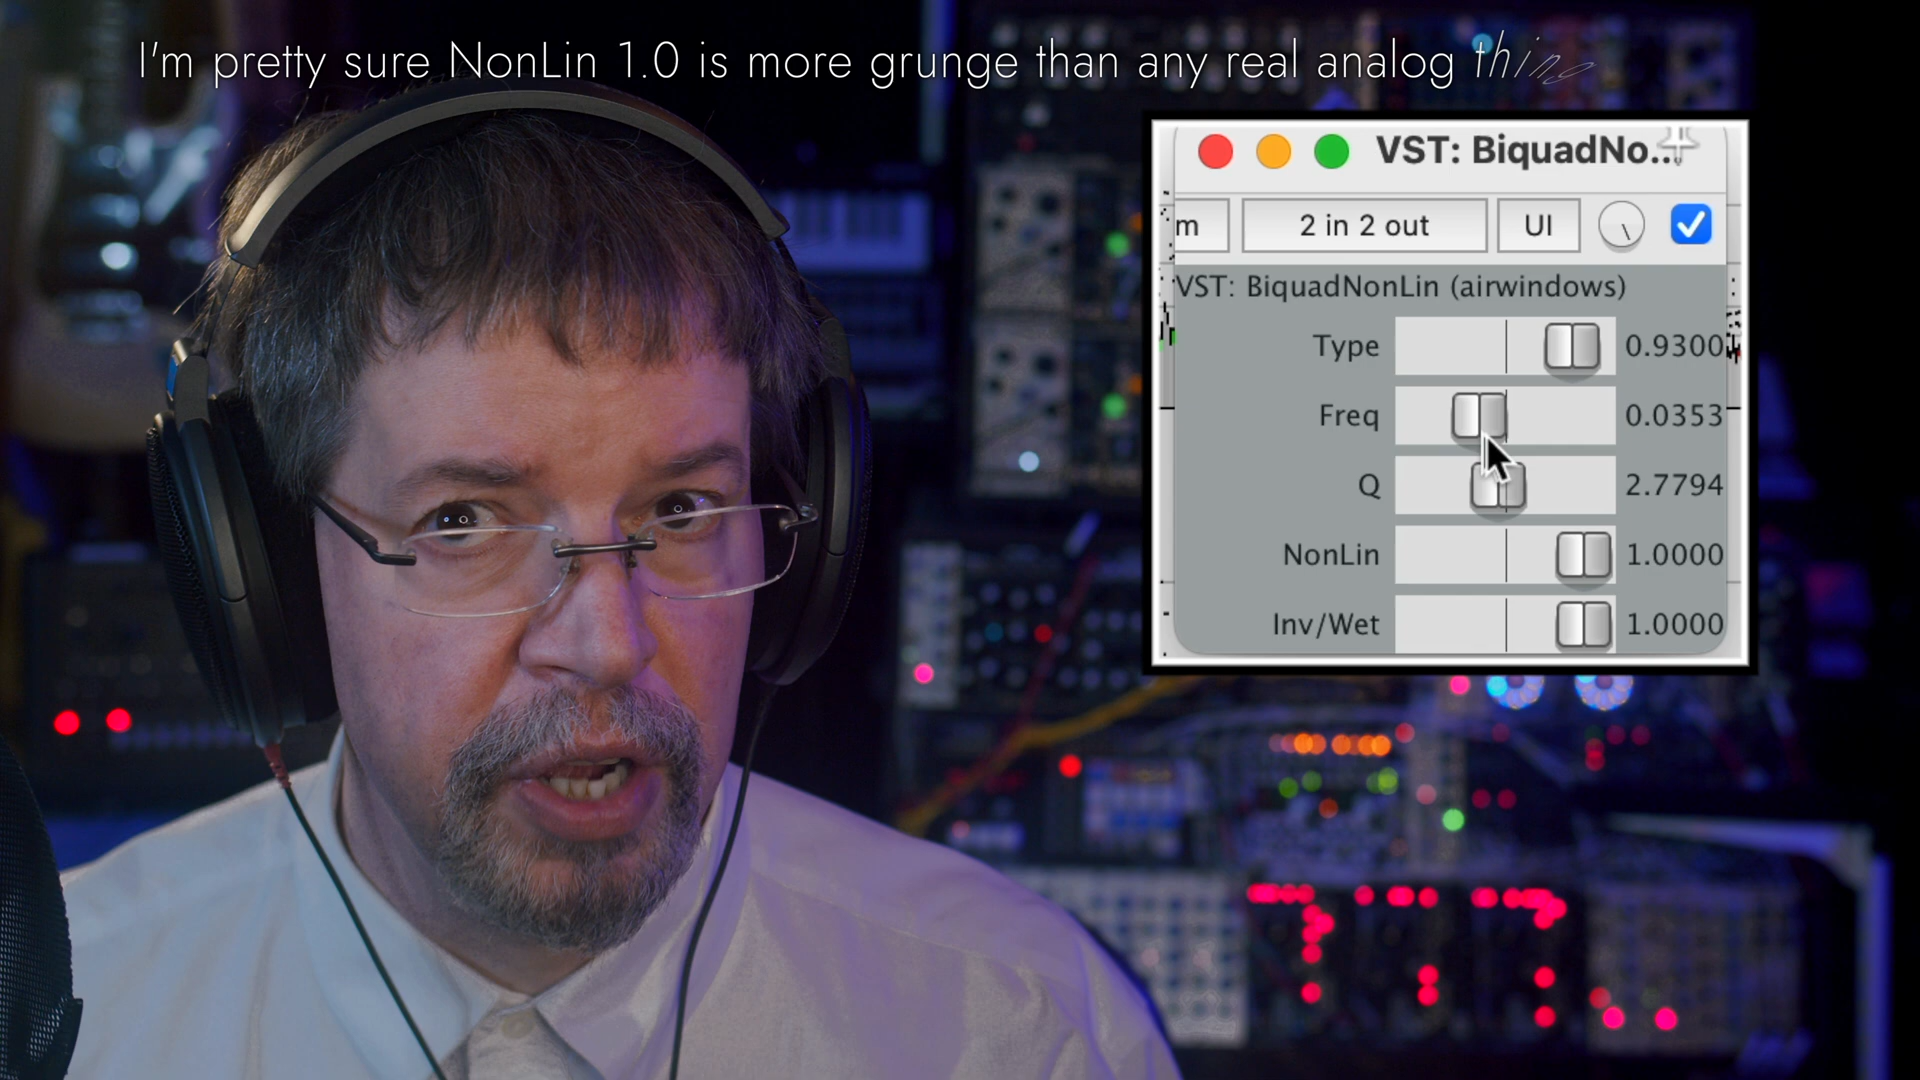 I'm pretty sure NonLin 1.0 is more grunge than any real analog thing
VST: BiquadNo...
m 2 in 2 out UI
VST: BiquadNonLin (airwindows)
Type 0.9300
Freq 0.0353
Q 2.7794
NonLin 1.0000
Inv/Wet 1.0000